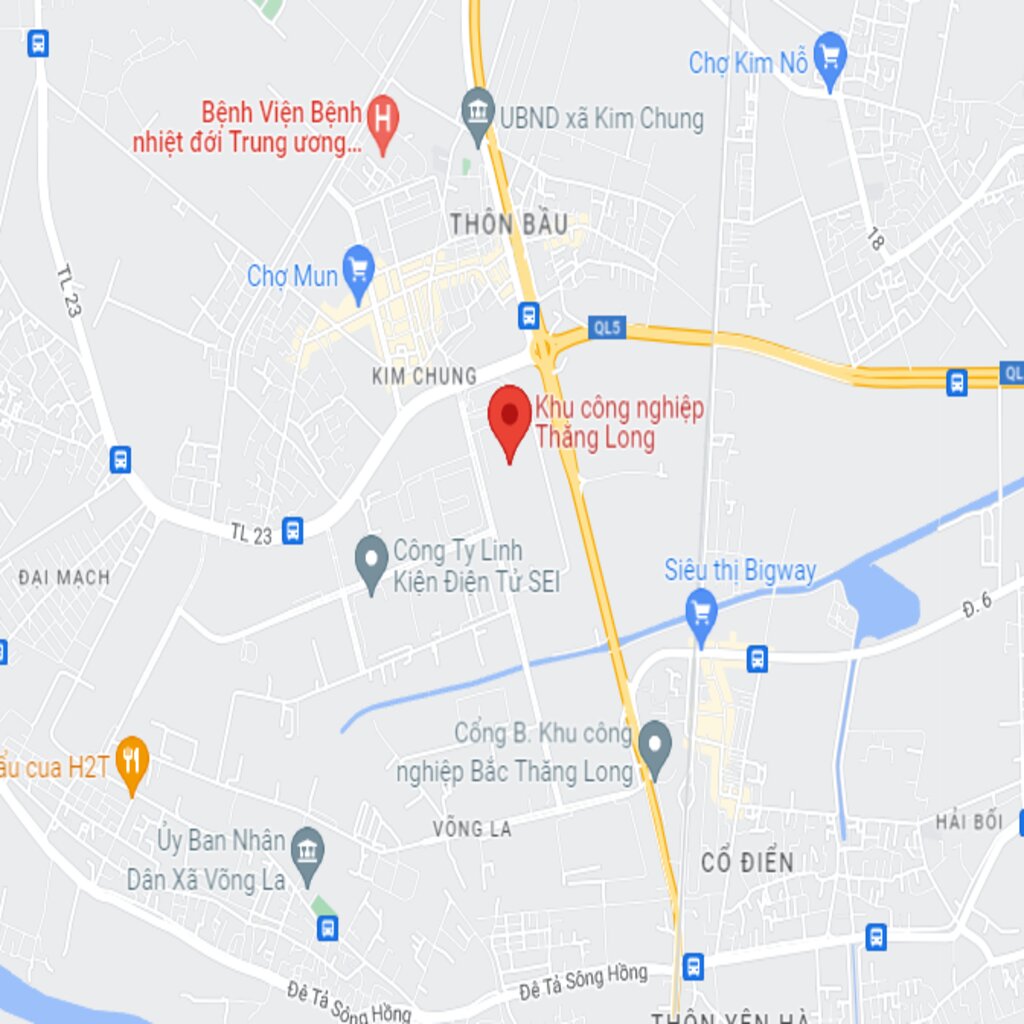 Chợ Kim Nỗ
Bệnh Viện Bệnh
nhiệt đới Trung ương...
UBND xã Kim Chung
THÔN BẦU
18
Chợ Mun
TL 23
QL5
QL
KIM CHUNG
Khu công nghiệp
Thăng Long
TL 23
Công Ty Linh
Kiện Điện Tử SEI
ĐẠI MẠCH
Siêu thị Bigway
Đ. 6
Cổng B. Khu công
nghiệp Bắc Thăng Long
ẩu cua H2T
VÕNG LA
HẢI BỐI
Ủy Ban Nhân
Dân Xã Võng La
CỔ ĐIỂN
Đê Tả Sông Hồng
Đê Tả Sông Hồng
THÔN YÊN HÀ